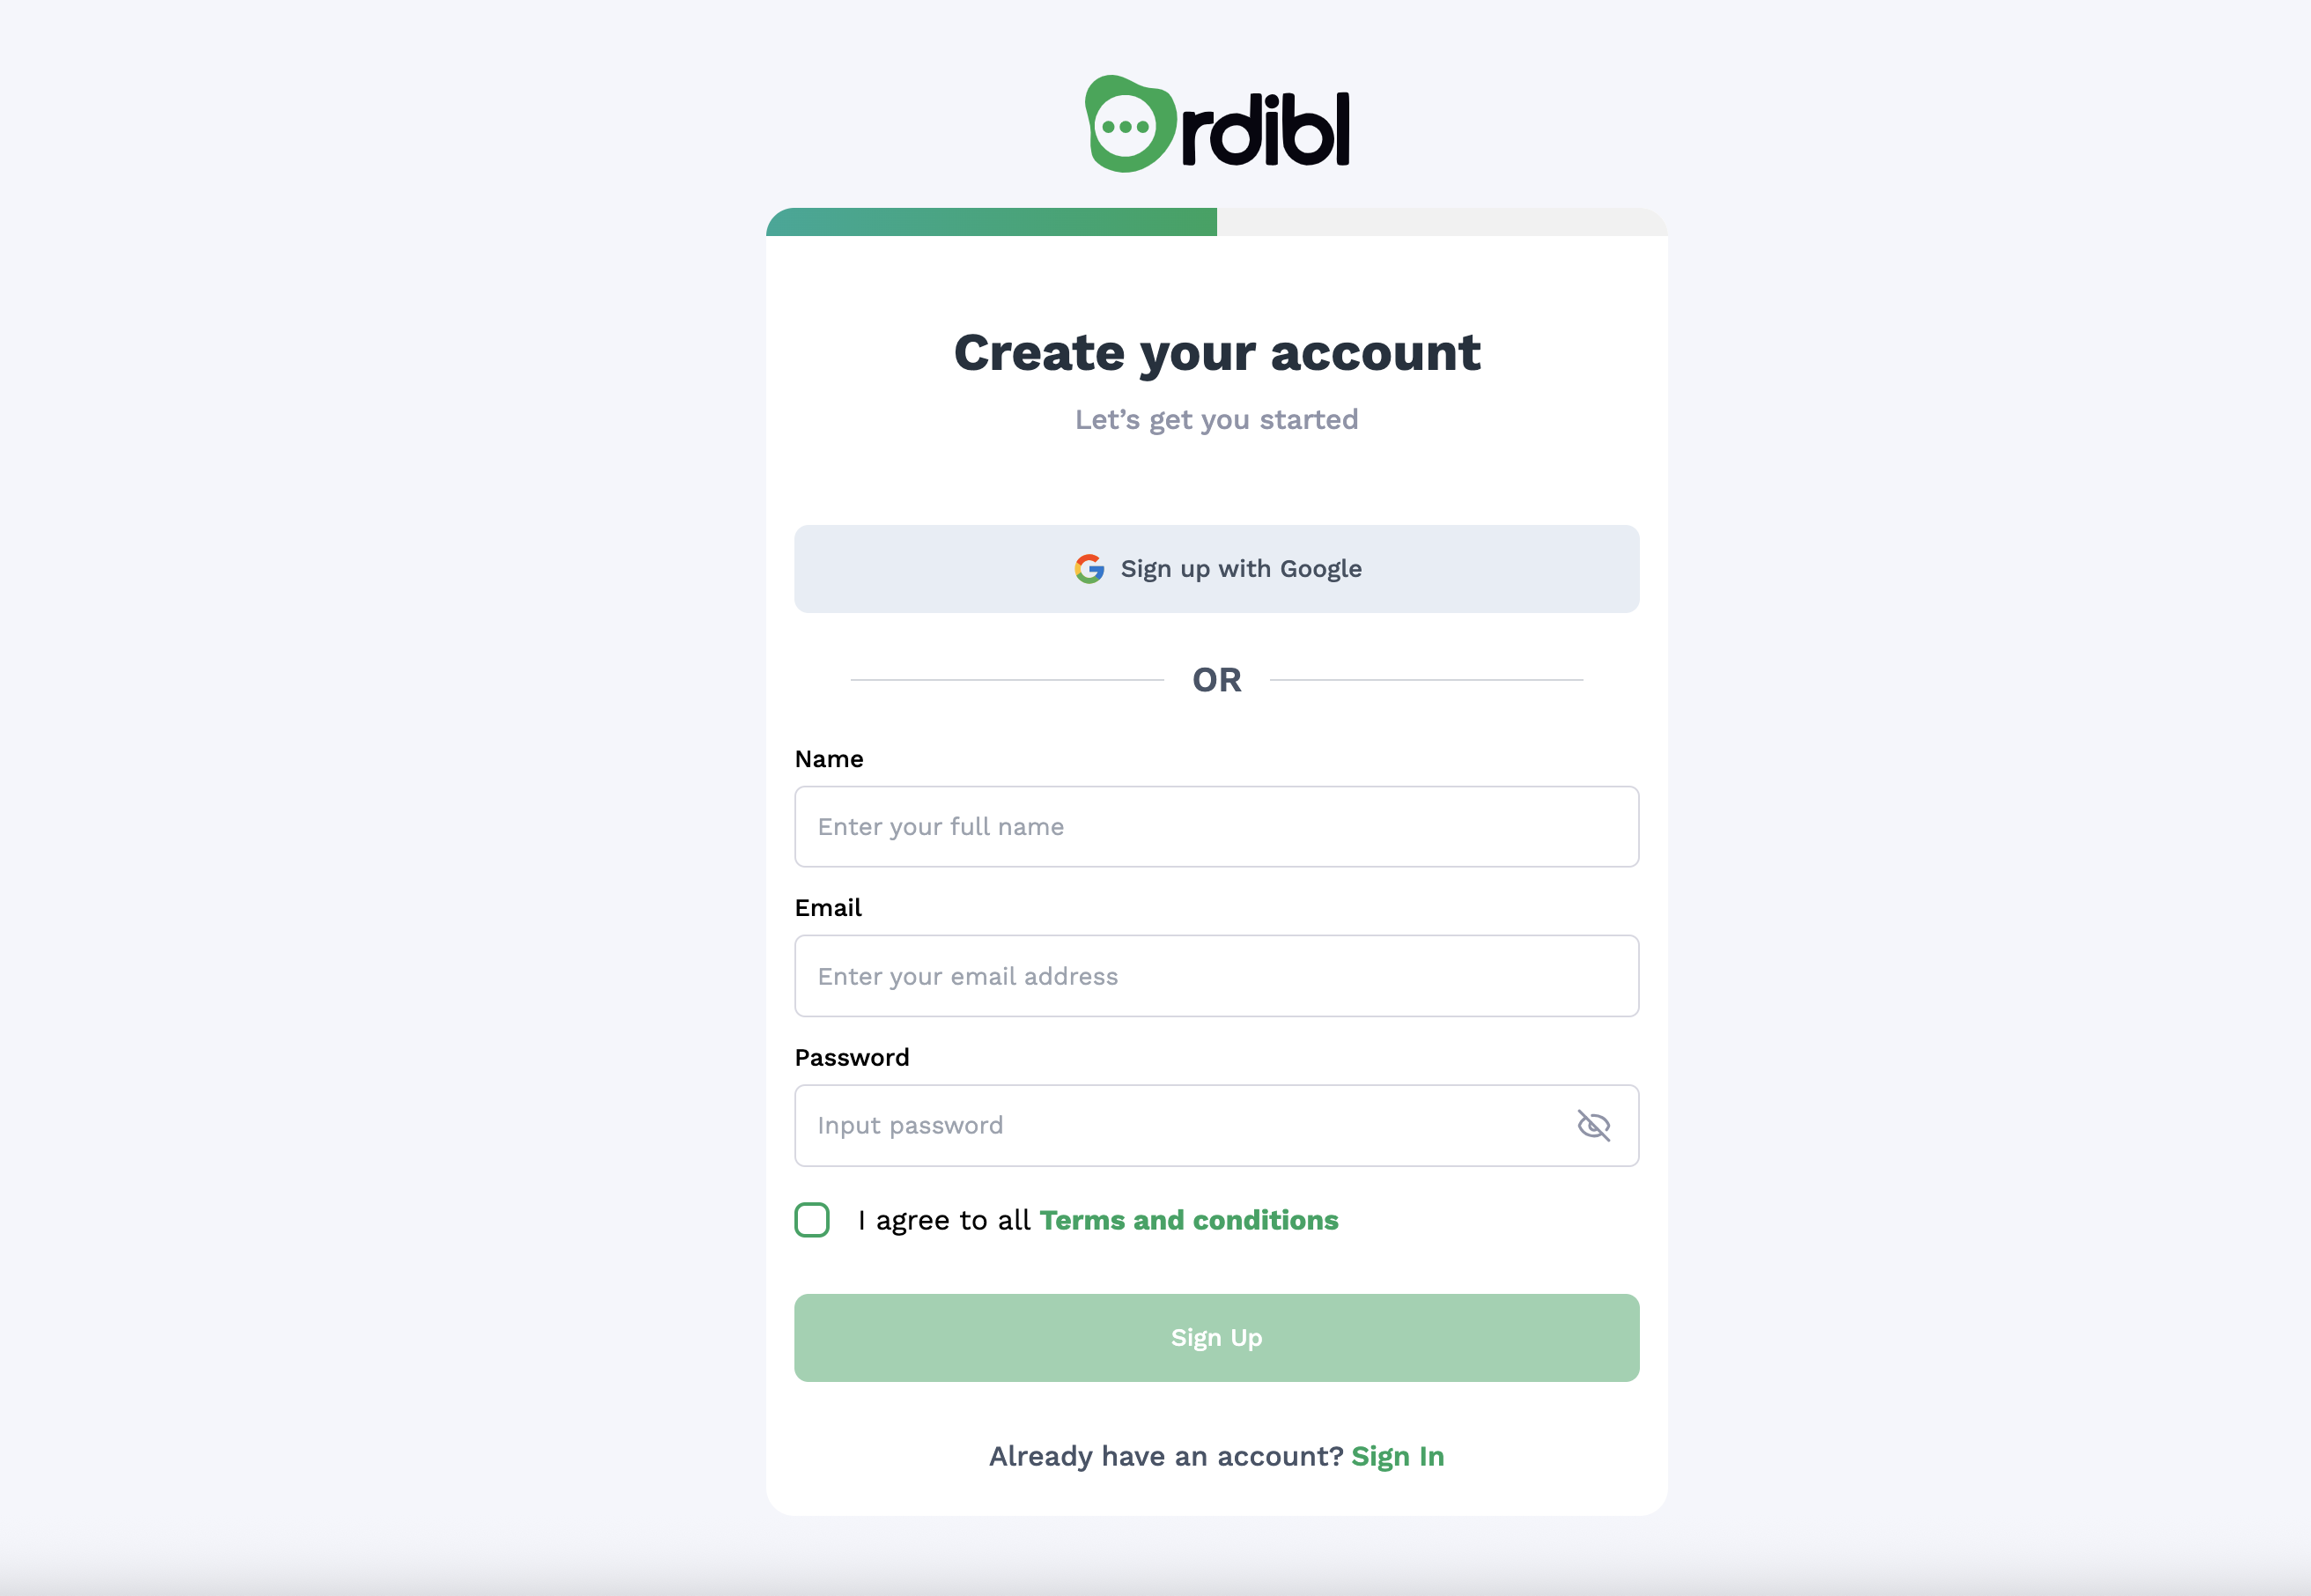 Ordibl
Create your account
Let’s get you started
Sign up with Google
OR
Name
Enter your full name
Email
Enter your email address
Password
Input password
I agree to all Terms and conditions
Sign Up
Already have an account? Sign In